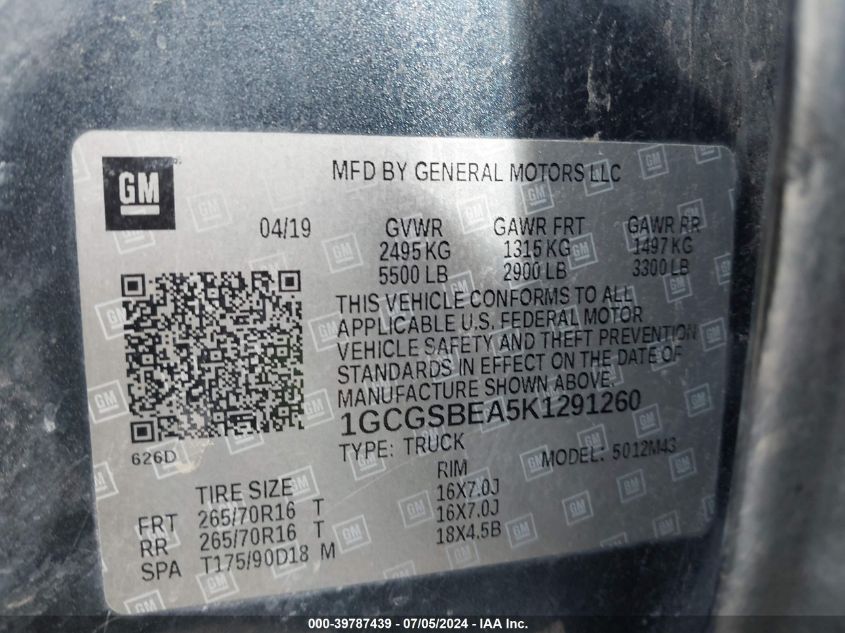 GM
MFD BY GENERAL MOTORS LLC
04/19 GVWR GAWR FRT GAWR RR
2495 KG 1315 KG 1497 KG
5500 LB 2900 LB 3300 LB
THIS VEHICLE CONFORMS TO ALL
APPLICABLE U.S. FEDERAL MOTOR
VEHICLE SAFETY AND THEFT PREVENTION
STANDARDS IN EFFECT ON THE DATE OF
MANUFACTURE SHOWN ABOVE.
1GCGSBEA5K1291260
626D
TYPE: TRUCK MODEL: 5012M43
TIRE SIZE RIM
FRT 265/70R16 T 16X7.0J
RR 265/70R16 T 16X7.0J
SPA T175/90D18 M 18X4.5B
000-39787439 - 07/05/2024 - IAA Inc.